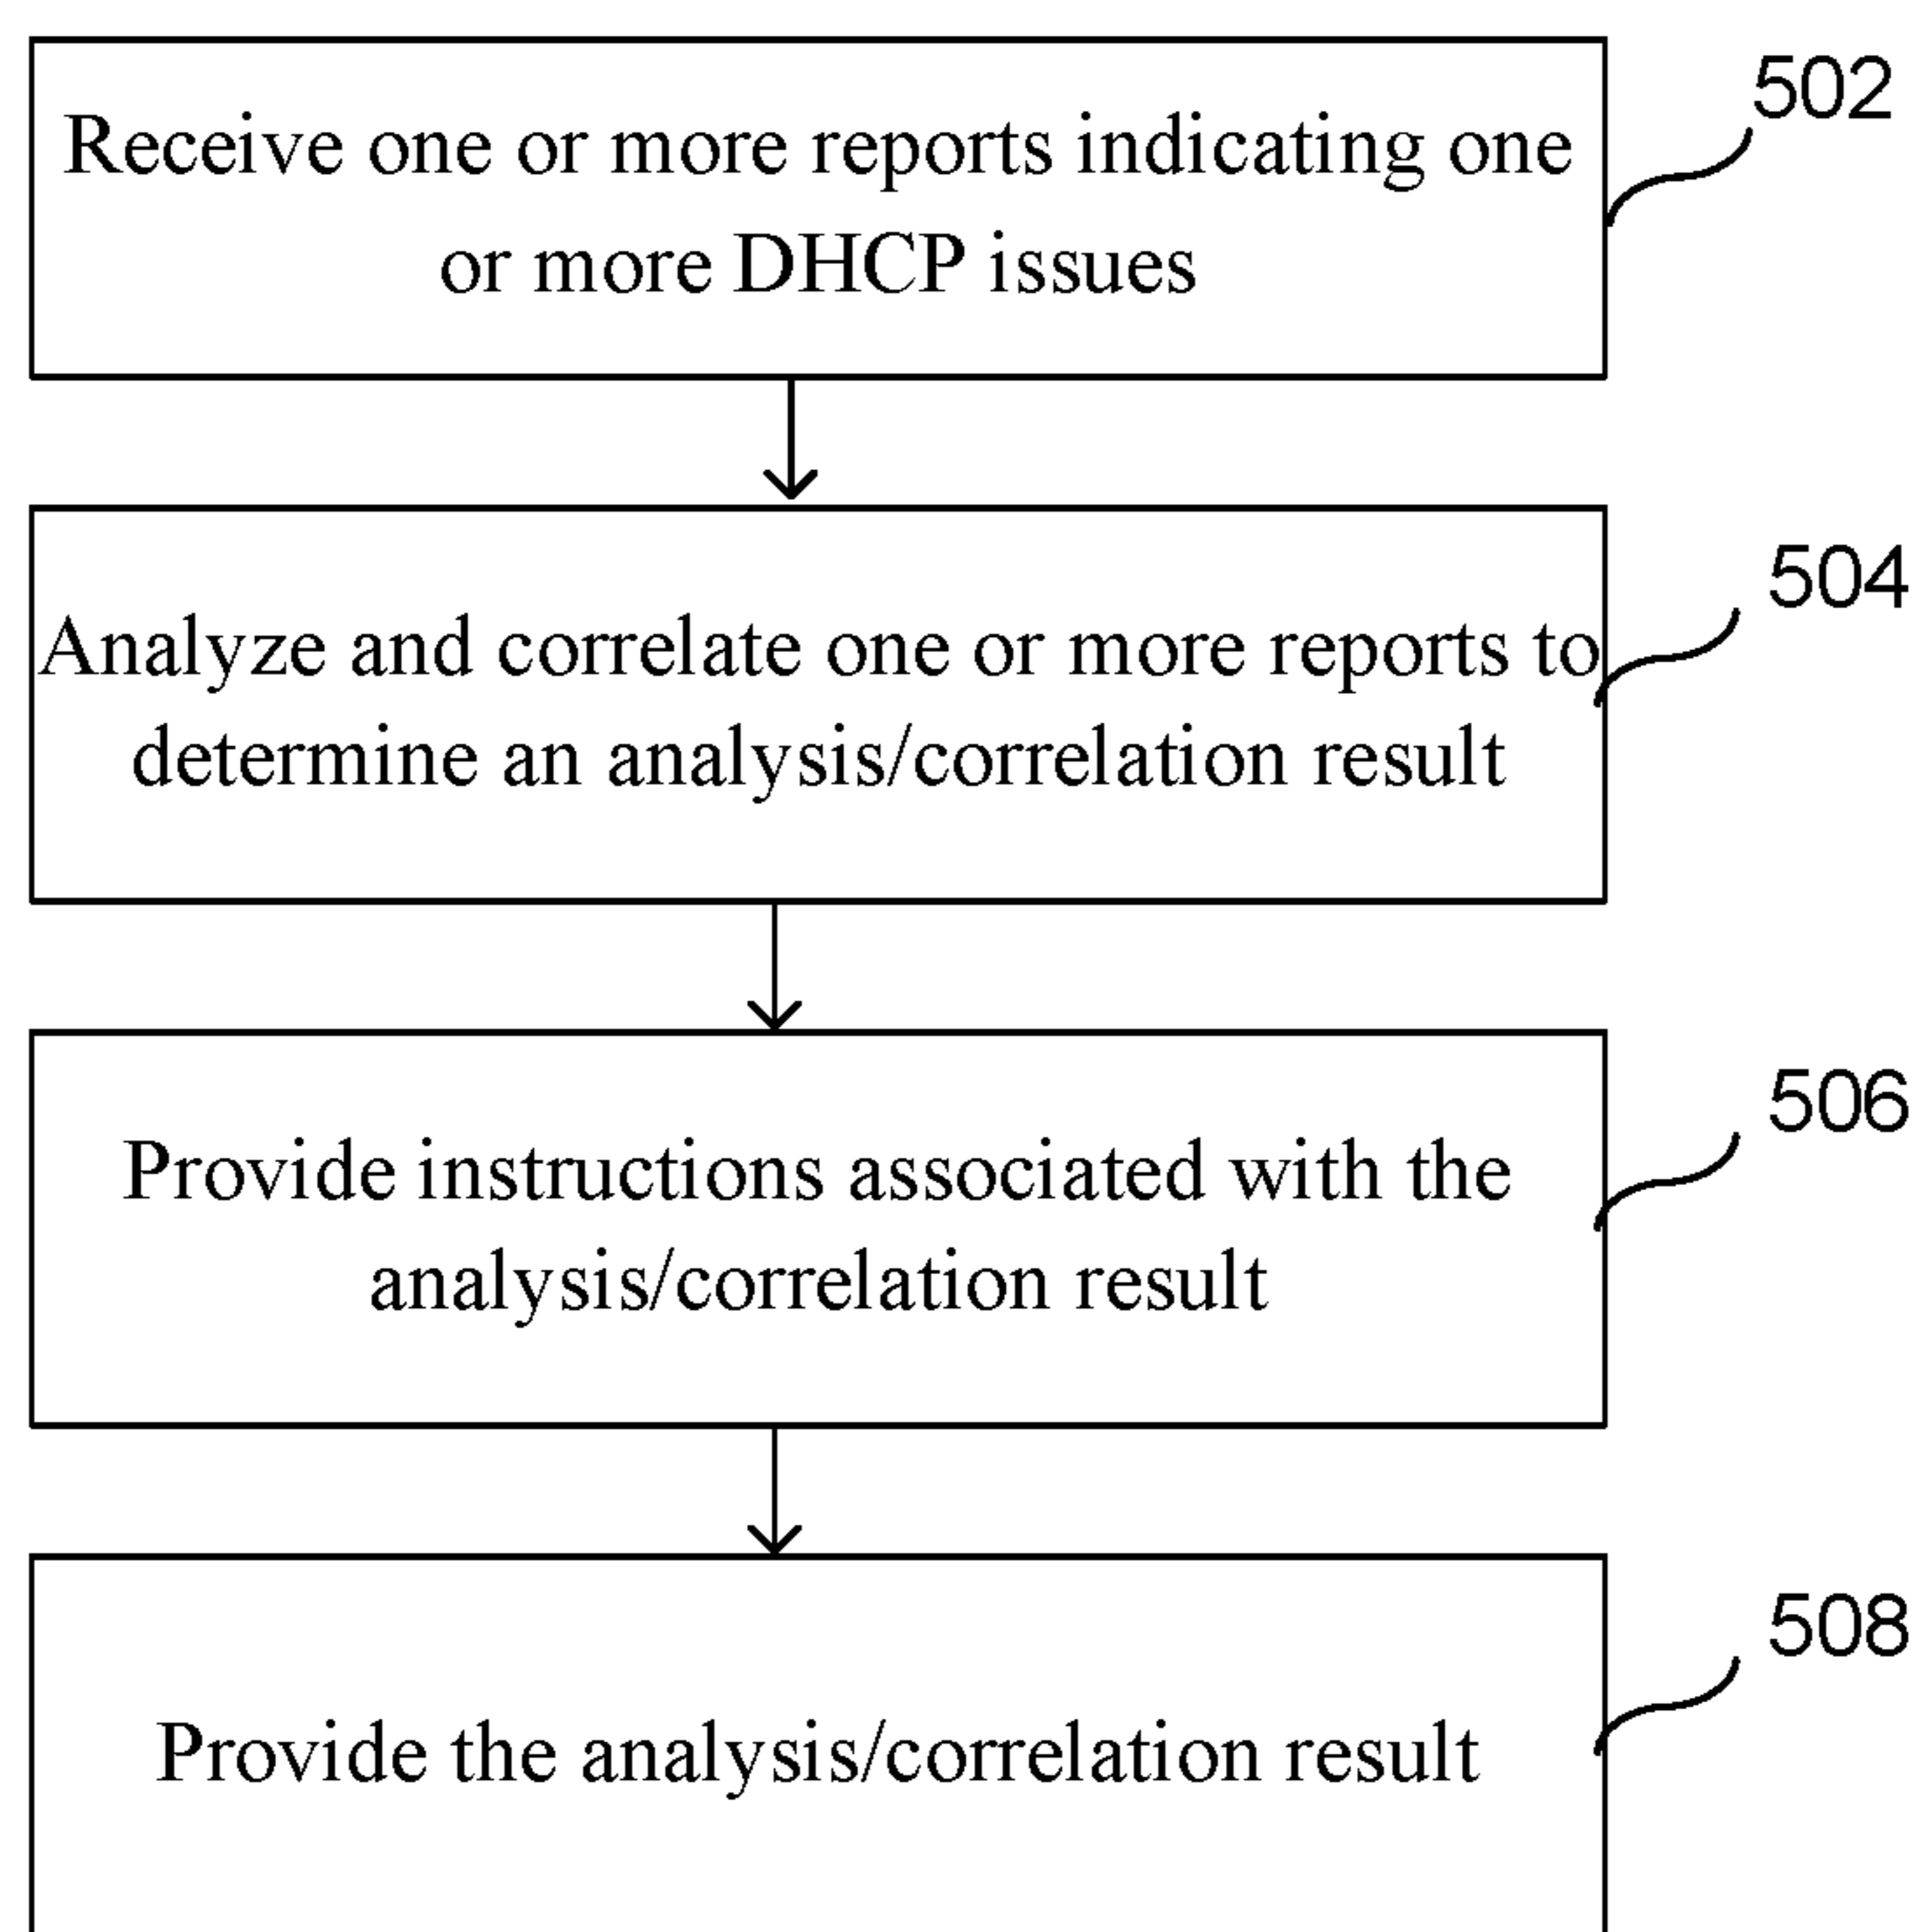 502
Receive one or more reports indicating one
or more DHCP issues
504
Analyze and correlate one or more reports to
determine an analysis/correlation result
506
Provide instructions associated with the
analysis/correlation result
508
Provide the analysis/correlation result